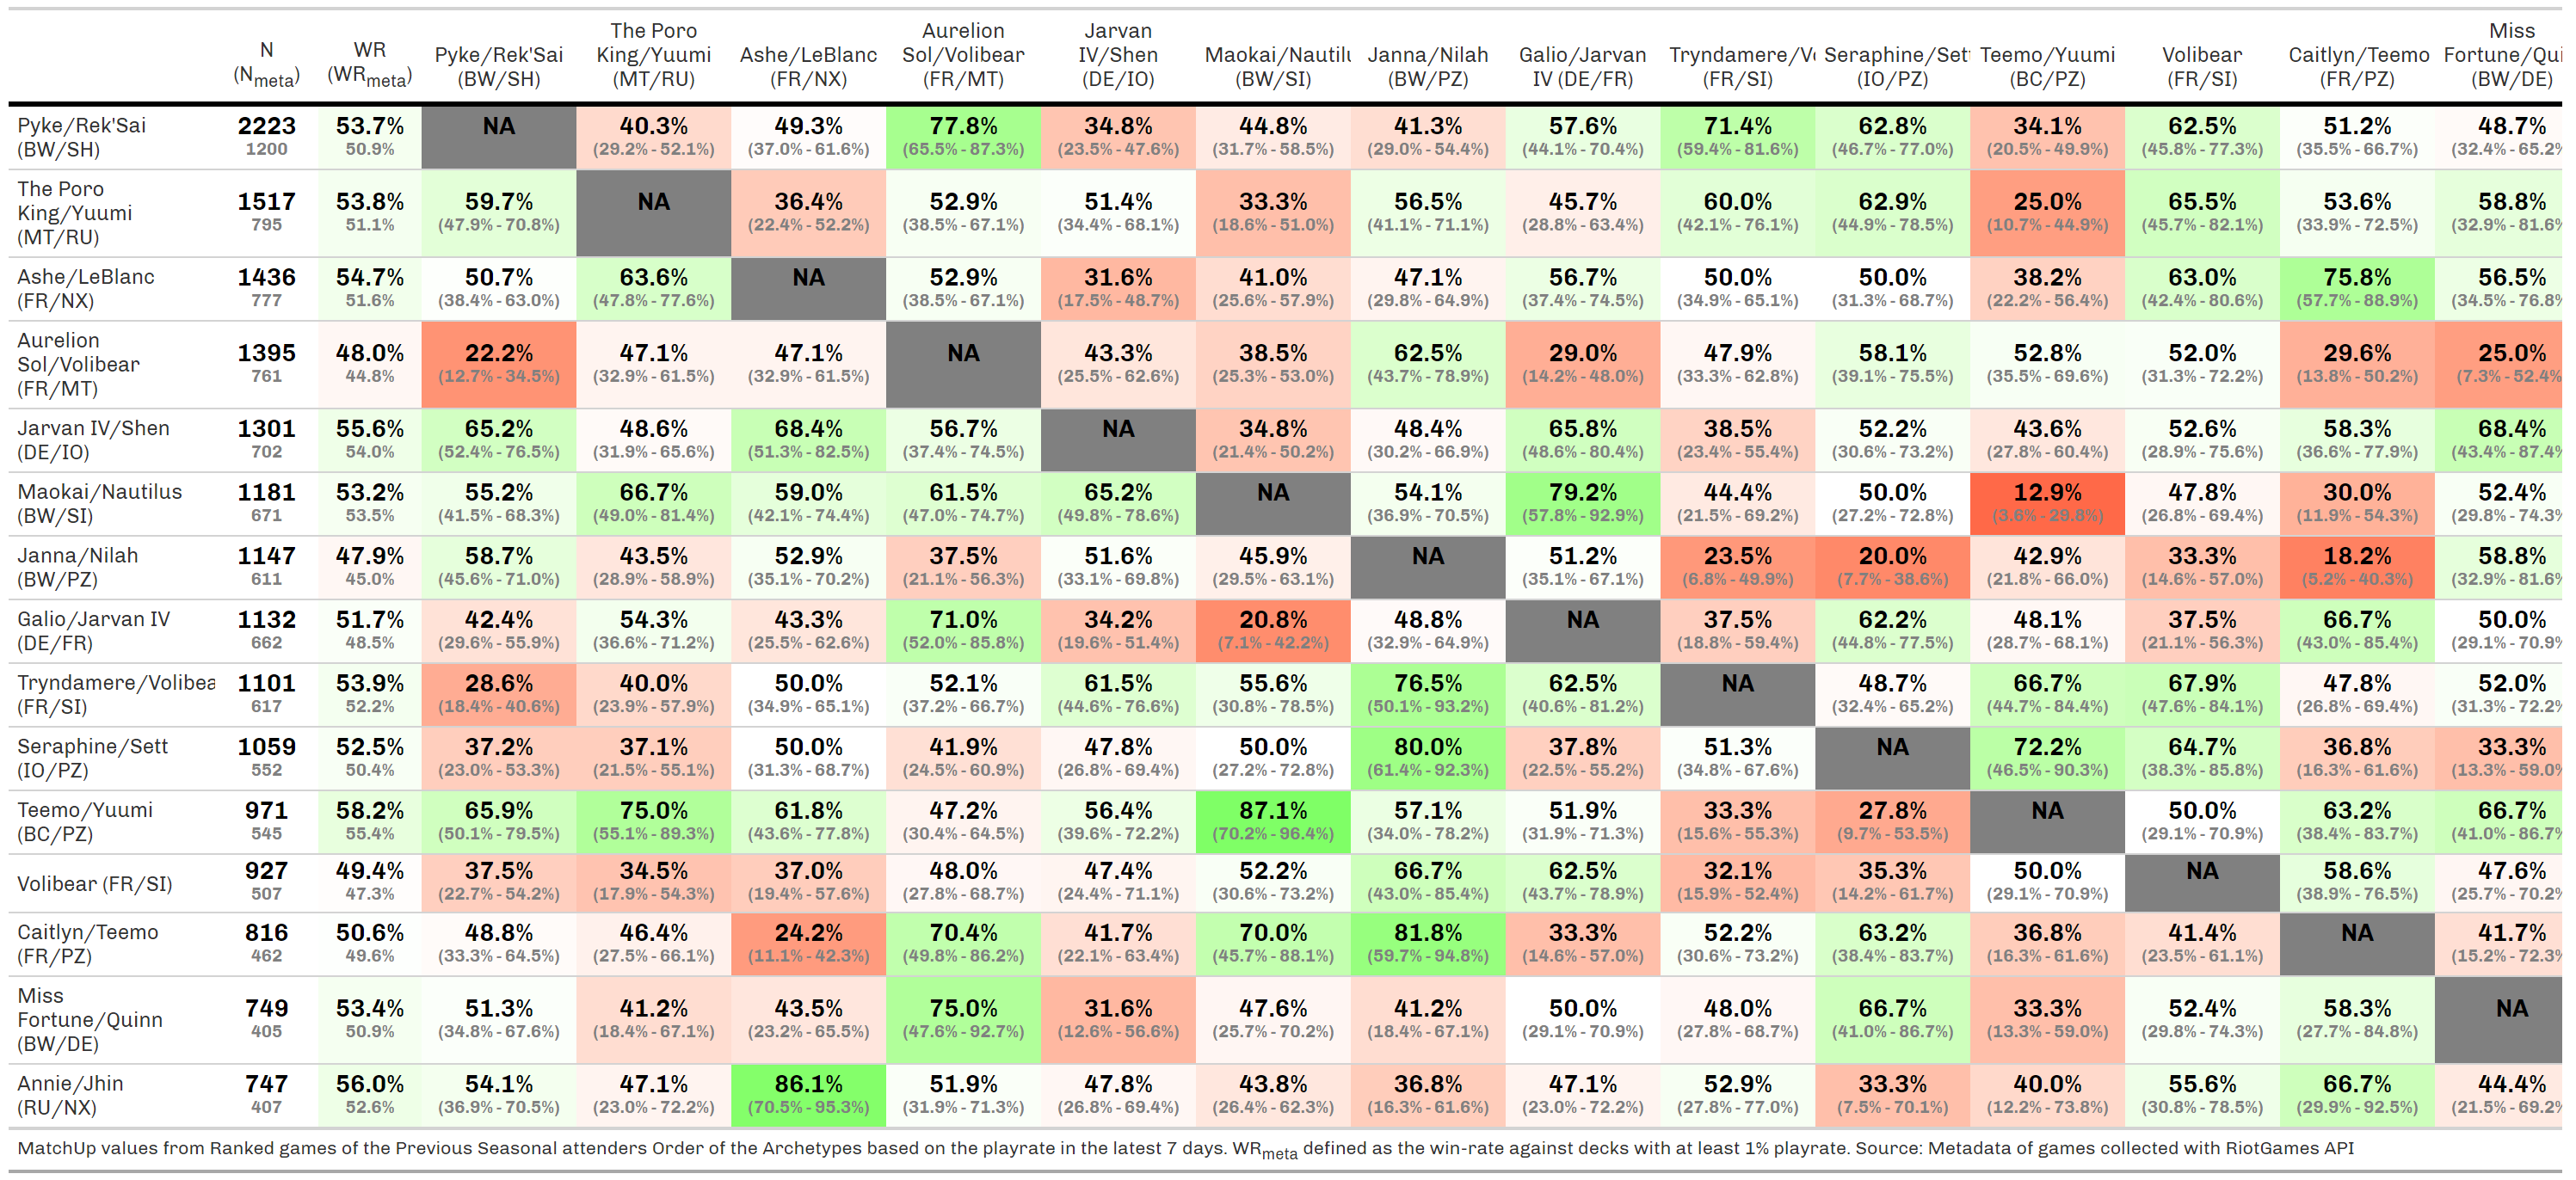 N (Nmeta) WR (WRmeta) Pyke/Rek'Sai (BW/SH) The Poro King/Yuumi (MT/RU) Ashe/LeBlanc (FR/NX) Aurelion Sol/Volibear (FR/MT) Jarvan IV/Shen (DE/IO) Maokai/Nautilu (BW/SI) Janna/Nilah (BW/PZ) Galio/Jarvan IV (DE/FR) Tryndamere/Vo (FR/SI) Seraphine/Sett (IO/PZ) Teemo/Yuumi (BC/PZ) Volibear (FR/SI) Caitlyn/Teemo (FR/PZ) Miss Fortune/Qui (BW/DE)
Pyke/Rek'Sai 2223 53.7% NA 40.3% 49.3% 77.8% 34.8% 44.8% 41.3% 57.6% 71.4% 62.8% 34.1% 62.5% 51.2% 48.7%
(BW/SH) 1200 50.9% (29.2% - 52.1%) (37.0% - 61.6%) (65.5% - 87.3%) (23.5% - 47.6%) (31.7% - 58.5%) (29.0% - 54.4%) (44.1% - 70.4%) (59.4% - 81.6%) (46.7% - 77.0%) (20.5% - 49.9%) (45.8% - 77.3%) (35.5% - 66.7%) (32.4% - 65.2%
The Poro
King/Yuumi 1517 53.8% 59.7% NA 36.4% 52.9% 51.4% 33.3% 56.5% 45.7% 60.0% 62.9% 25.0% 65.5% 53.6% 58.8%
(MT/RU) 795 51.1% (47.9% - 70.8%) (22.4% - 52.2%) (38.5% - 67.1%) (34.4% - 68.1%) (18.6% - 51.0%) (41.1% - 71.1%) (28.8% - 63.4%) (42.1% - 76.1%) (44.9% - 78.5%) (10.7% - 44.9%) (45.7% - 82.1%) (33.9% - 72.5%) (32.9% - 81.6%
Ashe/LeBlanc 1436 54.7% 50.7% 63.6% NA 52.9% 31.6% 41.0% 47.1% 56.7% 50.0% 50.0% 38.2% 63.0% 75.8% 56.5%
(FR/NX) 777 51.6% (38.4% - 63.0%) (47.8% - 77.6%) (38.5% - 67.1%) (17.5% - 48.7%) (25.6% - 57.9%) (29.8% - 64.9%) (37.4% - 74.5%) (34.9% - 65.1%) (31.3% - 68.7%) (22.2% - 56.4%) (42.4% - 80.6%) (57.7% - 88.9%) (34.5% - 76.8%
Aurelion
Sol/Volibear 1395 48.0% 22.2% 47.1% 47.1% NA 43.3% 38.5% 62.5% 29.0% 47.9% 58.1% 52.8% 52.0% 29.6% 25.0%
(FR/MT) 761 44.8% (12.7% - 34.5%) (32.9% - 61.5%) (32.9% - 61.5%) (25.5% - 62.6%) (25.3% - 53.0%) (43.7% - 78.9%) (14.2% - 48.0%) (33.3% - 62.8%) (39.1% - 75.5%) (35.5% - 69.6%) (31.3% - 72.2%) (13.8% - 50.2%) (7.3% - 52.4%
Jarvan IV/Shen 1301 55.6% 65.2% 48.6% 68.4% 56.7% NA 34.8% 48.4% 65.8% 38.5% 52.2% 43.6% 52.6% 58.3% 68.4%
(DE/IO) 702 54.0% (52.4% - 76.5%) (31.9% - 65.6%) (51.3% - 82.5%) (37.4% - 74.5%) (21.4% - 50.2%) (30.2% - 66.9%) (48.6% - 80.4%) (23.4% - 55.4%) (30.6% - 73.2%) (27.8% - 60.4%) (28.9% - 75.6%) (36.6% - 77.9%) (43.4% - 87.4%
Maokai/Nautilus 1181 53.2% 55.2% 66.7% 59.0% 61.5% 65.2% NA 54.1% 79.2% 44.4% 50.0% 12.9% 47.8% 30.0% 52.4%
(BW/SI) 671 53.5% (41.5% - 68.3%) (49.0% - 81.4%) (42.1% - 74.4%) (47.0% - 74.7%) (49.8% - 78.6%) (36.9% - 70.5%) (57.8% - 92.9%) (21.5% - 69.2%) (27.2% - 72.8%) (3.6% - 29.8%) (26.8% - 69.4%) (11.9% - 54.3%) (29.8% - 74.3%
Janna/Nilah 1147 47.9% 58.7% 43.5% 52.9% 37.5% 51.6% 45.9% NA 51.2% 23.5% 20.0% 42.9% 33.3% 18.2% 58.8%
(BW/PZ) 611 45.0% (45.6% - 71.0%) (28.9% - 58.9%) (35.1% - 70.2%) (21.1% - 56.3%) (33.1% - 69.8%) (29.5% - 63.1%) (35.1% - 67.1%) (6.8% - 49.9%) (7.7% - 38.6%) (21.8% - 66.0%) (14.6% - 57.0%) (5.2% - 40.3%) (32.9% - 81.6%
Galio/Jarvan IV 1132 51.7% 42.4% 54.3% 43.3% 71.0% 34.2% 20.8% 48.8% NA 37.5% 62.2% 48.1% 37.5% 66.7% 50.0%
(DE/FR) 662 48.5% (29.6% - 55.9%) (36.6% - 71.2%) (25.5% - 62.6%) (52.0% - 85.8%) (19.6% - 51.4%) (7.1% - 42.2%) (32.9% - 64.9%) (18.8% - 59.4%) (44.8% - 77.5%) (28.7% - 68.1%) (21.1% - 56.3%) (43.0% - 85.4%) (29.1% - 70.9%
Tryndamere/Volibea 1101 53.9% 28.6% 40.0% 50.0% 52.1% 61.5% 55.6% 76.5% 62.5% NA 48.7% 66.7% 67.9% 47.8% 52.0%
(FR/SI) 617 52.2% (18.4% - 40.6%) (23.9% - 57.9%) (34.9% - 65.1%) (37.2% - 66.7%) (44.6% - 76.6%) (30.8% - 78.5%) (50.1% - 93.2%) (40.6% - 81.2%) (32.4% - 65.2%) (44.7% - 84.4%) (47.6% - 84.1%) (26.8% - 69.4%) (31.3% - 72.2%
Seraphine/Sett 1059 52.5% 37.2% 37.1% 50.0% 41.9% 47.8% 50.0% 80.0% 37.8% 51.3% NA 72.2% 64.7% 36.8% 33.3%
(IO/PZ) 552 50.4% (23.0% - 53.3%) (21.5% - 55.1%) (31.3% - 68.7%) (24.5% - 60.9%) (26.8% - 69.4%) (27.2% - 72.8%) (61.4% - 92.3%) (22.5% - 55.2%) (34.8% - 67.6%) (46.5% - 90.3%) (38.3% - 85.8%) (16.3% - 61.6%) (13.3% - 59.0%
Teemo/Yuumi 971 58.2% 65.9% 75.0% 61.8% 47.2% 56.4% 87.1% 57.1% 51.9% 33.3% 27.8% NA 50.0% 63.2% 66.7%
(BC/PZ) 545 55.4% (50.1% - 79.5%) (55.1% - 89.3%) (43.6% - 77.8%) (30.4% - 64.5%) (39.6% - 72.2%) (70.2% - 96.4%) (34.0% - 78.2%) (31.9% - 71.3%) (15.6% - 55.3%) (9.7% - 53.5%) (29.1% - 70.9%) (38.4% - 83.7%) (41.0% - 86.7%
Volibear (FR/SI) 927 49.4% 37.5% 34.5% 37.0% 48.0% 47.4% 52.2% 66.7% 62.5% 32.1% 35.3% 50.0% NA 58.6% 47.6%
507 47.3% (22.7% - 54.2%) (17.9% - 54.3%) (19.4% - 57.6%) (27.8% - 68.7%) (24.4% - 71.1%) (30.6% - 73.2%) (43.0% - 85.4%) (43.7% - 78.9%) (15.9% - 52.4%) (14.2% - 61.7%) (29.1% - 70.9%) (38.9% - 76.5%) (25.7% - 70.2%
Caitlyn/Teemo 816 50.6% 48.8% 46.4% 24.2% 70.4% 41.7% 70.0% 81.8% 33.3% 52.2% 63.2% 36.8% 41.4% NA 41.7%
(FR/PZ) 462 49.6% (33.3% - 64.5%) (27.5% - 66.1%) (11.1% - 42.3%) (49.8% - 86.2%) (22.1% - 63.4%) (45.7% - 88.1%) (59.7% - 94.8%) (14.6% - 57.0%) (30.6% - 73.2%) (38.4% - 83.7%) (16.3% - 61.6%) (23.5% - 61.1%) (15.2% - 72.3%
Miss
Fortune/Quinn 749 53.4% 51.3% 41.2% 43.5% 75.0% 31.6% 47.6% 41.2% 50.0% 48.0% 66.7% 33.3% 52.4% 58.3% NA
(BW/DE) 405 50.9% (34.8% - 67.6%) (18.4% - 67.1%) (23.2% - 65.5%) (47.6% - 92.7%) (12.6% - 56.6%) (25.7% - 70.2%) (18.4% - 67.1%) (29.1% - 70.9%) (27.8% - 68.7%) (41.0% - 86.7%) (13.3% - 59.0%) (29.8% - 74.3%) (27.7% - 84.8%)
Annie/Jhin 747 56.0% 54.1% 47.1% 86.1% 51.9% 47.8% 43.8% 36.8% 47.1% 52.9% 33.3% 40.0% 55.6% 66.7% 44.4%
(RU/NX) 407 52.6% (36.9% - 70.5%) (23.0% - 72.2%) (70.5% - 95.3%) (31.9% - 71.3%) (26.8% - 69.4%) (26.4% - 62.3%) (16.3% - 61.6%) (23.0% - 72.2%) (27.8% - 77.0%) (7.5% - 70.1%) (12.2% - 73.8%) (30.8% - 78.5%) (29.9% - 92.5%) (21.5% - 69.2%
MatchUp values from Ranked games of the Previous Seasonal attenders Order of the Archetypes based on the playrate in the latest 7 days. WRmeta defined as the win-rate against decks with at least 1% playrate. Source: Metadata of games collected with RiotGames API